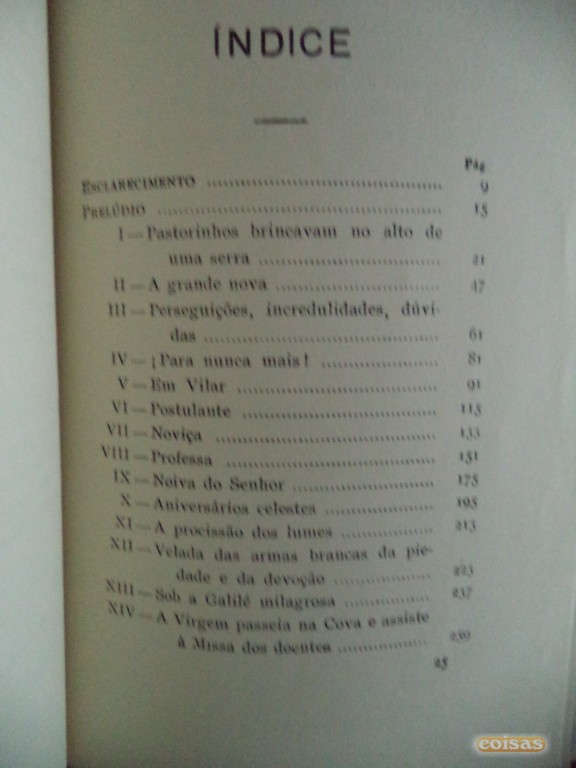 ÍNDICE
Pág
ESCLARECIMENTO ........................................ 9
PRELÚDIO ........................................ 15
I — Pastorinhos brincavam no alto de
uma serra .............................. 21
II — A grande nova ........................ 47
III — Perseguições, incredulidades, dúvi-
das ........................................ 61
IV — ¡Para nunca mais! .................... 81
V — Em Vilar .................................. 91
VI — Postulante .............................. 115
VII — Noviça .................................. 133
VIII — Professa ................................ 151
IX — Noiva do Senhor ...................... 175
X — Aniversários celestes ................ 195
XI — A procissão dos lumes .............. 213
XII — Velada das armas brancas da pie-
dade e da devoção ................ 223
XIII — Sob a Galilé milagrosa .............. 237
XIV — A Virgem passeia na Cova e assiste
à Missa dos doentes ..............
25
coisas